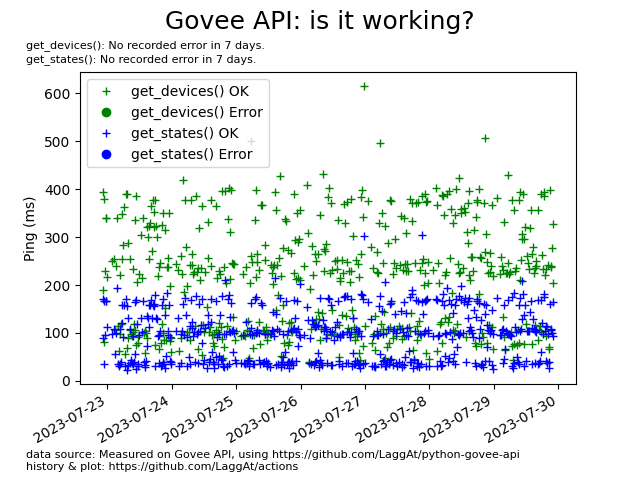 Govee API: is it working?
get_devices(): No recorded error in 7 days.
get_states(): No recorded error in 7 days.
600
500
400
300
200
100
0
Ping (ms)
get_devices() OK
get_devices() Error
get_states() OK
get_states() Error
2023-07-23
2023-07-24
2023-07-25
2023-07-26
2023-07-27
2023-07-28
2023-07-29
2023-07-30
data source: Measured on Govee API, using https://github.com/LaggAt/python-govee-api
history & plot: https://github.com/LaggAt/actions